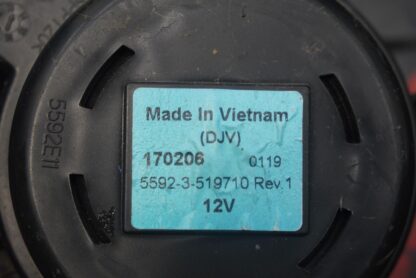 5592E11
Made In Vietnam
(DJV)
170206 0119
5592-3-519710 Rev.1
12V